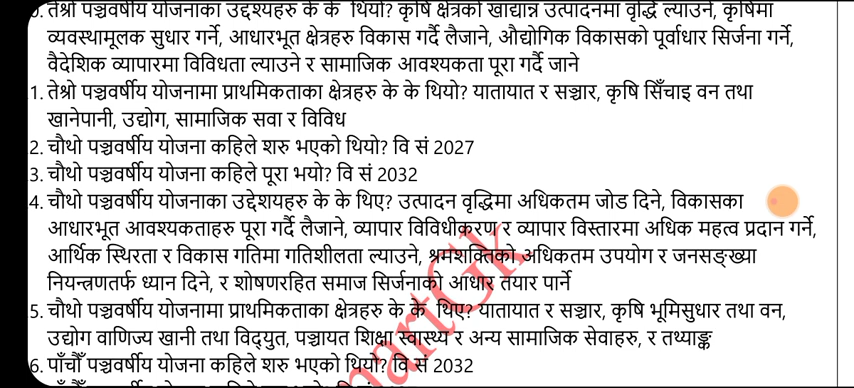 तेश्रो पञ्चवर्षीय योजनाका उद्दश्यहरु के के थियो? कृषि क्षेत्रको खाद्यान्न उत्पादनमा वृद्धि ल्याउने, कृषिमा
व्यवस्थामूलक सुधार गर्ने, आधारभूत क्षेत्रहरु विकास गर्दै लैजाने, औद्योगिक विकासको पूर्वाधार सिर्जना गर्ने,
वैदेशिक व्यापारमा विविधता ल्याउने र सामाजिक आवश्यकता पूरा गर्दै जाने
1. तेश्रो पञ्चवर्षीय योजनामा प्राथमिकताका क्षेत्रहरु के के थियो? यातायात र सञ्चार, कृषि सिँचाइ वन तथा
खानेपानी, उद्योग, सामाजिक सवा र विविध
2. चौथो पञ्चवर्षीय योजना कहिले शरु भएको थियो? वि सं 2027
3. चौथो पञ्चवर्षीय योजना कहिले पूरा भयो? वि सं 2032
4. चौथो पञ्चवर्षीय योजनाका उद्देशयहरु के के थिए? उत्पादन वृद्धिमा अधिकतम जोड दिने, विकासका
आधारभूत आवश्यकताहरु पूरा गर्दै लैजाने, व्यापार विविधीकरण र व्यापार विस्तारमा अधिक महत्व प्रदान गर्ने,
आर्थिक स्थिरता र विकास गतिमा गतिशीलता ल्याउने, श्रमशक्तिको अधिकतम उपयोग र जनसङ्ख्या
नियन्त्रणतर्फ ध्यान दिने, र शोषणरहित समाज सिर्जनाको आधार तयार पार्ने
5. चौथो पञ्चवर्षीय योजनामा प्राथमिकताका क्षेत्रहरु के के थिए? यातायात र सञ्चार, कृषि भूमिसुधार तथा वन,
उद्योग वाणिज्य खानी तथा विद्युत, पञ्चायत शिक्षा स्वास्थ्य र अन्य सामाजिक सेवाहरु, र तथ्याङ्क
6. पाँचौँ पञ्चवर्षीय योजना कहिले शरु भएको थियो? वि सं 2032
artGk